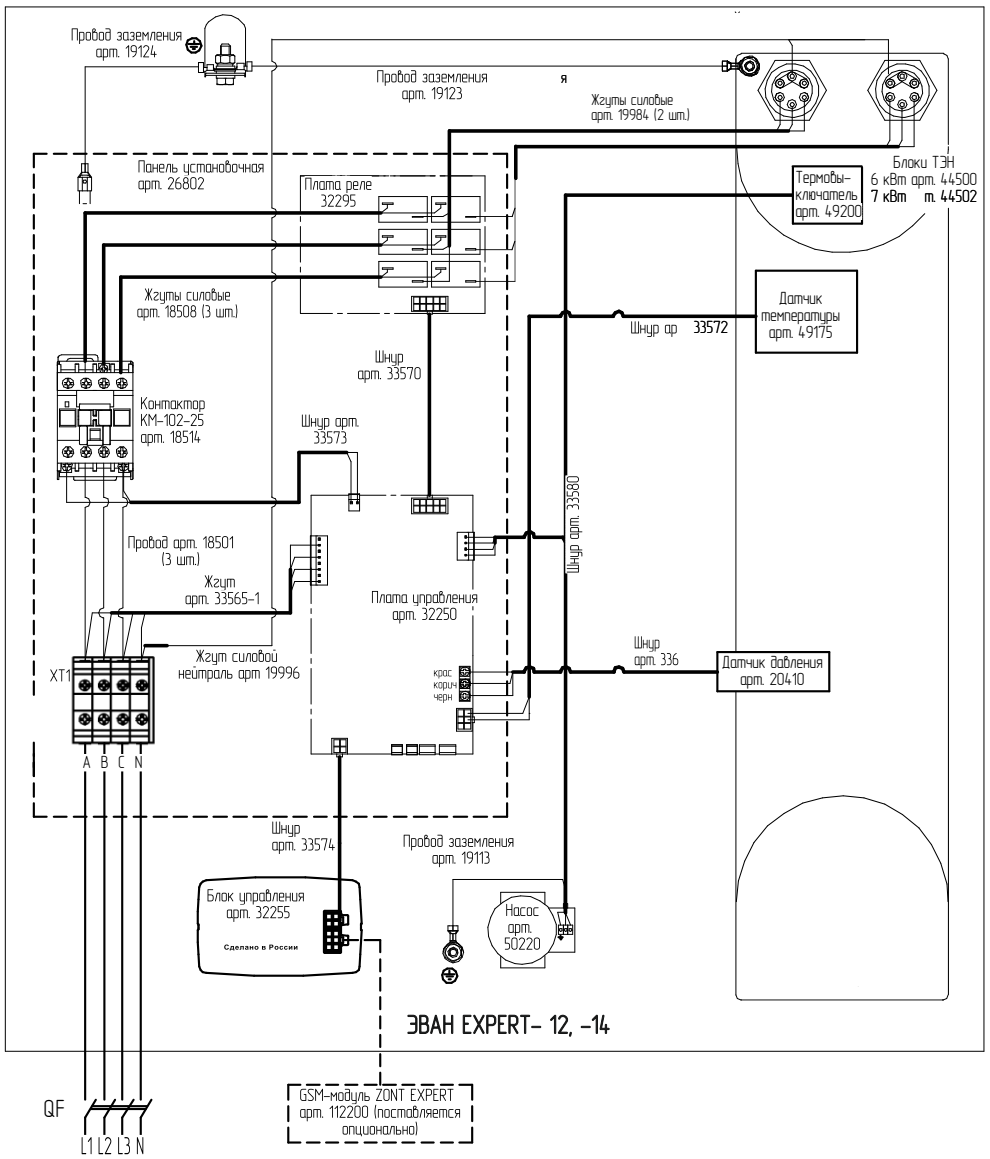 Провод заземления
арт. 19124
Провод заземления
арт. 19123
я
Жгуты силовые
арт. 19984 (2 шт.)
Панель установочная
арт. 26802
Плата реле
32295
Блоки ТЭН
6 кВт арт. 44500
7 кВт т. 44502
Термовы-
ключатель
арт. 49200
Жгуты силовые
арт. 18508 (3 шт.)
Датчик
температуры
арт. 49175
Шнур ар 33572
Шнур
арт. 33570
Контактор
КМ-102-25
арт. 18514
Шнур арт.
33573
Шнур арт. 33580
Провод арт. 18501
(3 шт.)
Жгут
арт. 33565-1
Плата управления
арт. 32250
Жгут силовой
нейтраль арт 19996
XT1
крас
корич
черн
Шнур
арт. 336
Датчик давления
арт. 20410
A B C N
Шнур
арт. 33574
Провод заземления
арт. 19113
Блок управления
арт. 32255
Сделано в России
Насос
арт.
50220
ЭВАН EXPERT- 12, -14
GSM-модуль ZONT EXPERT
арт. 112200 (поставляется
опционально)
QF
L1 L2 L3 N